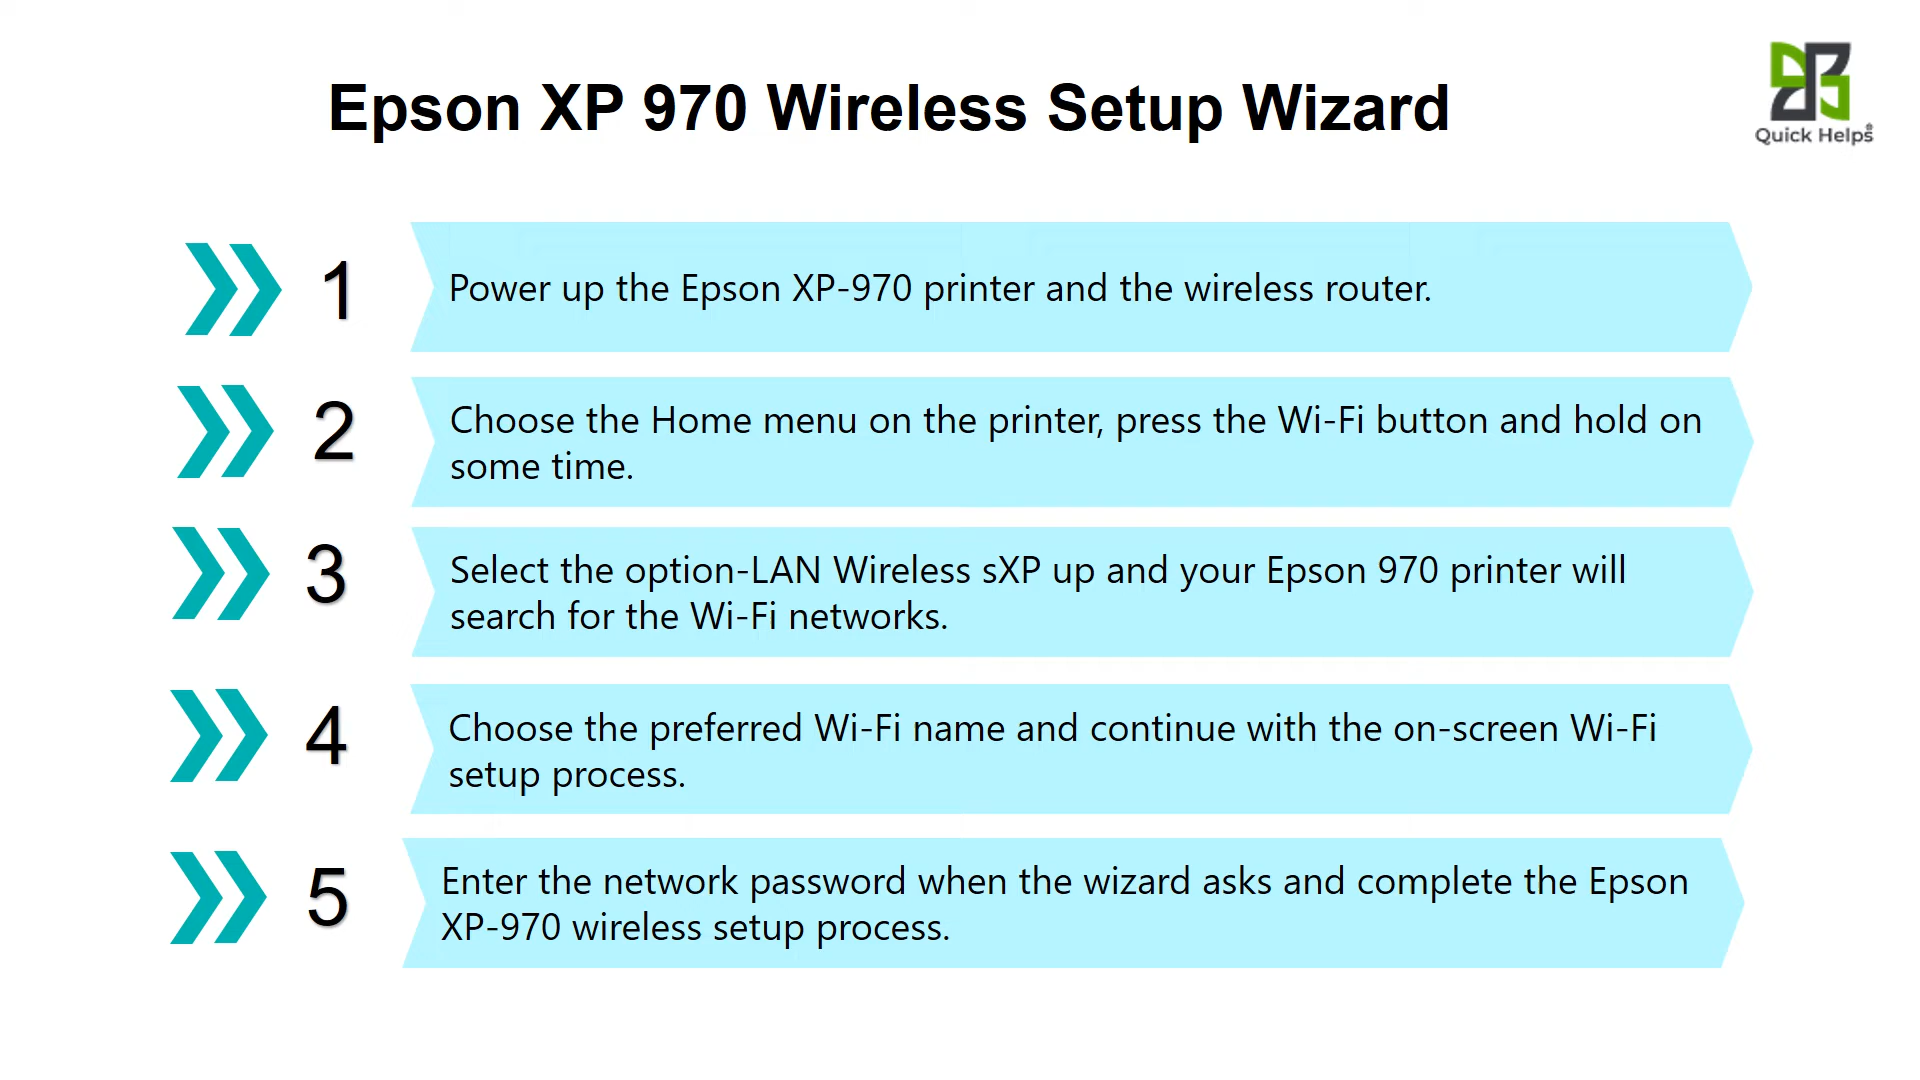 Epson XP 970 Wireless Setup Wizard
Quick Helps®
1
Power up the Epson XP-970 printer and the wireless router.
2
Choose the Home menu on the printer, press the Wi-Fi button and hold on
some time.
3
Select the option-LAN Wireless sXP up and your Epson 970 printer will
search for the Wi-Fi networks.
4
Choose the preferred Wi-Fi name and continue with the on-screen Wi-Fi
setup process.
5
Enter the network password when the wizard asks and complete the Epson
XP-970 wireless setup process.